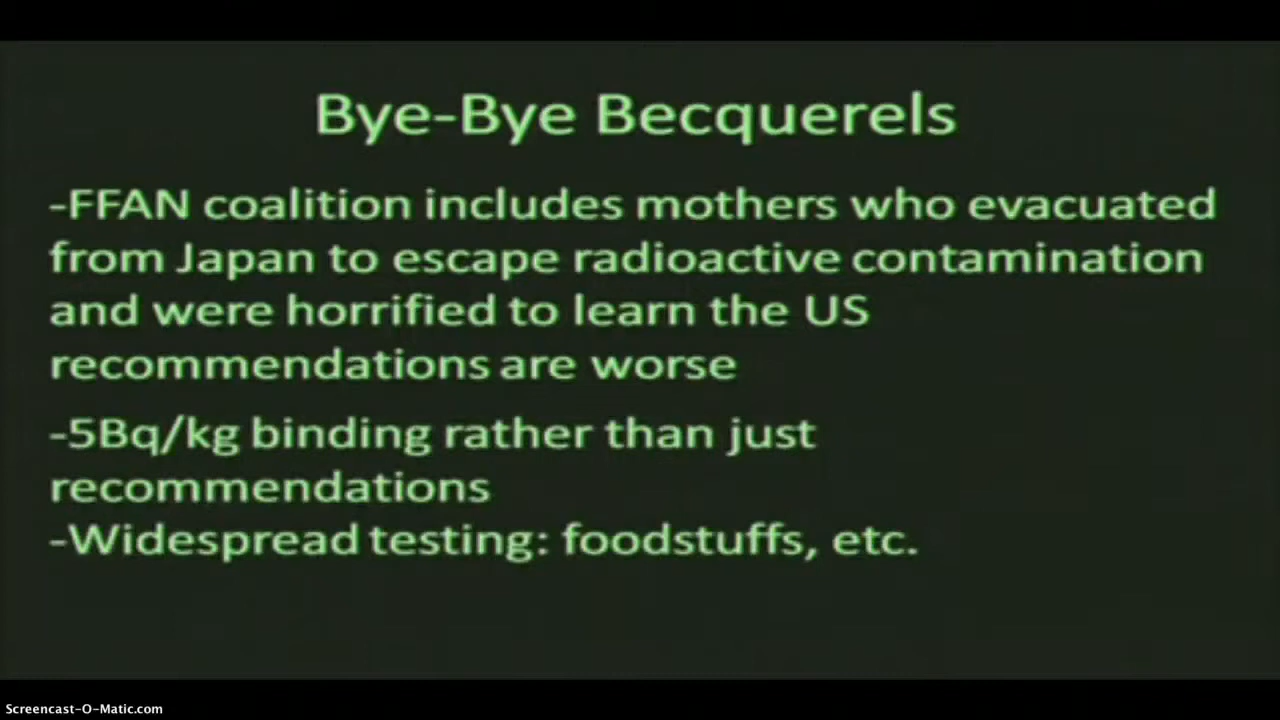 Bye-Bye Becquerels
-FFAN coalition includes mothers who evacuated
from Japan to escape radioactive contamination
and were horrified to learn the US
recommendations are worse
-5Bq/kg binding rather than just
recommendations
-Widespread testing: foodstuffs, etc.
Screencast-O-Matic.com